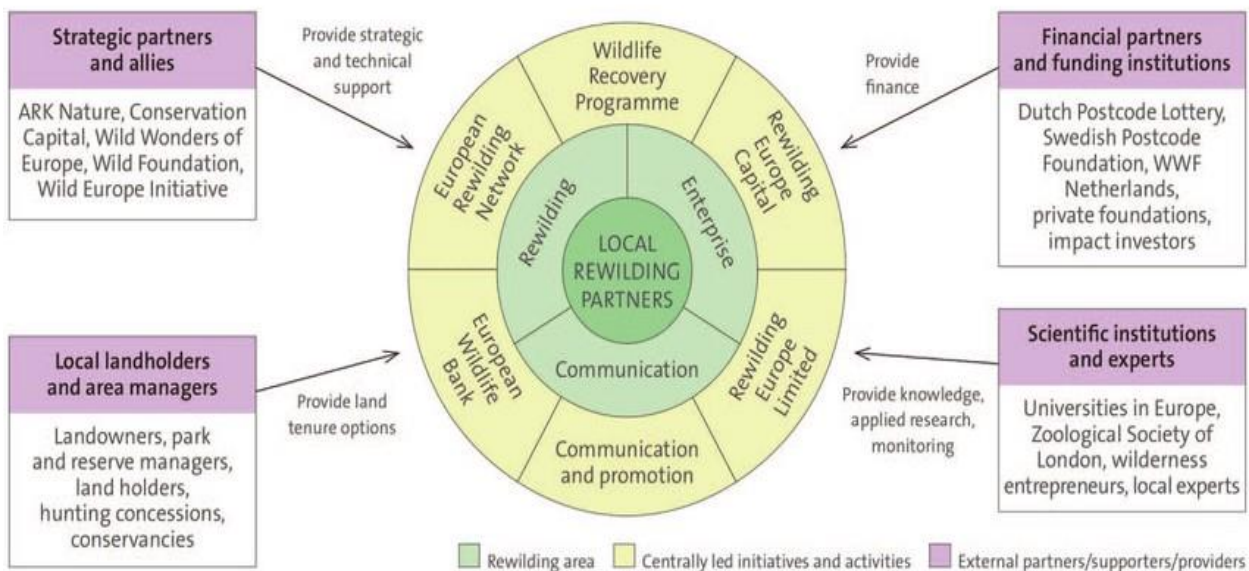 Strategic partners
and allies
ARK Nature, Conservation
Capital, Wild Wonders of
Europe, Wild Foundation,
Wild Europe Initiative
Provide strategic
and technical
support
Wildlife
Recovery
Programme
European
Rewilding
Network
Rewilding
Europe
Capital
Rewilding
Enterprise
LOCAL
REWILDING
PARTNERS
Communication
European
Wildlife
Bank
Rewilding
Europe
Limited
Communication
and promotion
Provide
finance
Financial partners
and funding institutions
Dutch Postcode Lottery,
Swedish Postcode
Foundation, WWF
Netherlands,
private foundations,
impact investors
Local landholders
and area managers
Landowners, park
and reserve managers,
land holders,
hunting concessions,
conservancies
Provide land
tenure options
Provide knowledge,
applied research,
monitoring
Scientific institutions
and experts
Universities in Europe,
Zoological Society of
London, wilderness
entrepreneurs, local experts
Rewilding area
Centrally led initiatives and activities
External partners/supporters/providers